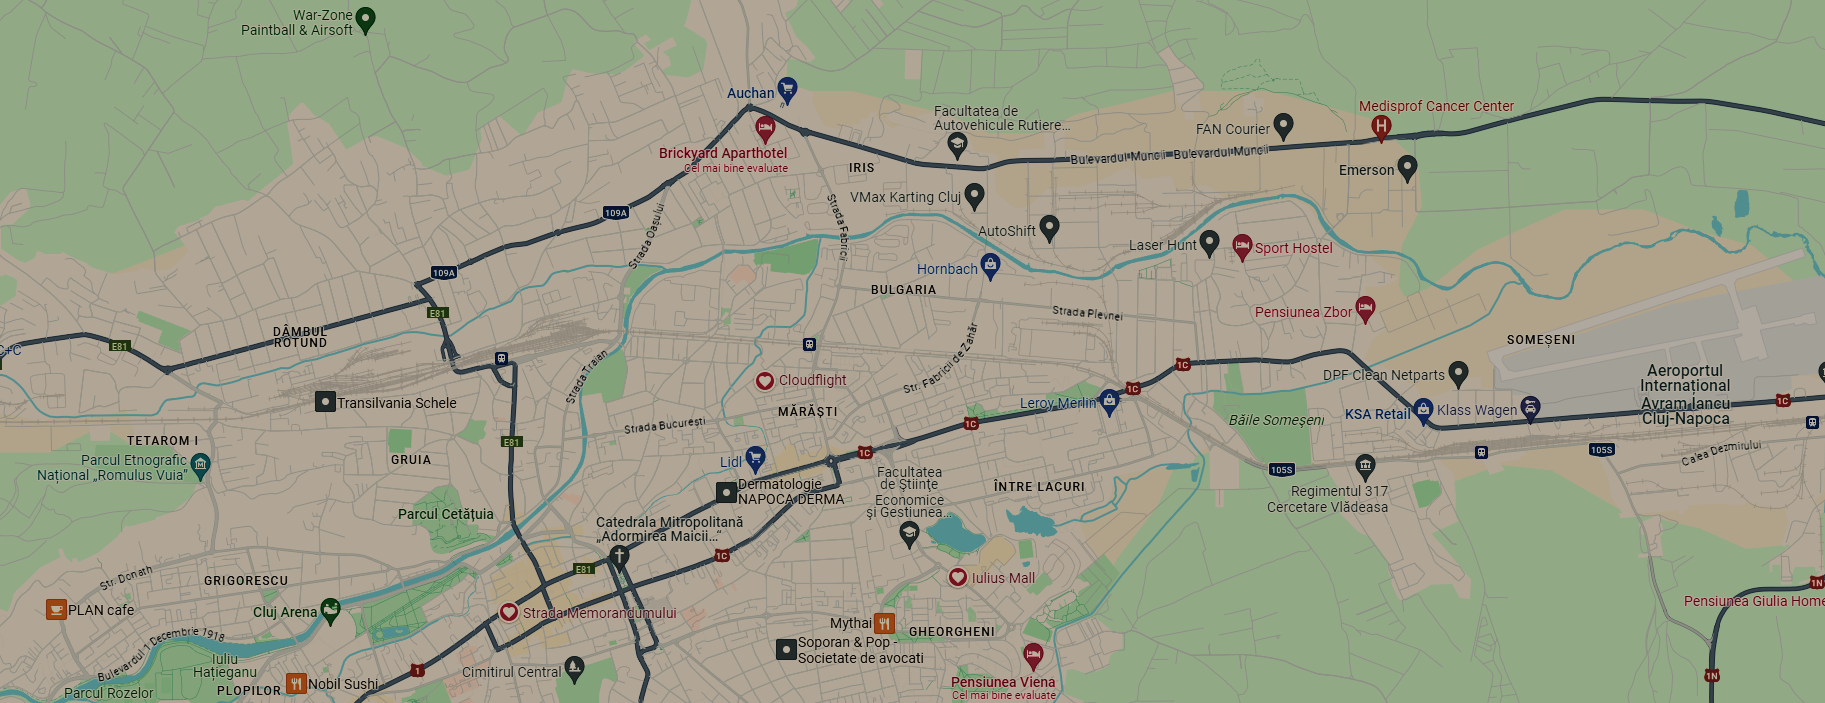 War-Zone
Paintball & Airsoft
Auchan
Facultatea de
Autovehicule Rutiere...
Medisprof Cancer Center
FAN Courier
Brickyard Aparthotel
Cel mai bine evaluate
IRIS
Bulevardul Muncii
Bulevardul Muncii
Emerson
VMax Karting Cluj
109A
Strada Oașului
Strada Fabricii
AutoShift
Laser Hunt
Sport Hostel
109A
Hornbach
BULGARIA
E81
Strada Plevnei
Pensiunea Zbor
DÂMBUL
ROTUND
SOMEȘENI
C+C
E81
Str. Fabricii de Zahăr
Strada Traian
1C
Cloudflight
DPF Clean Netparts
Aeroportul
Internațional
Avram Iancu
Cluj-Napoca
1C
Transilvania Schele
Leroy Merlin
1C
MĂRĂȘTI
KSA Retail
Klass Wagen
Băile Someșeni
Strada București
1C
TETAROM I
E81
GRUIA
Parcul Etnografic
Național „Romulus Vuia”
Lidl
1C
105S
105S
Calea Dezmirului
Facultatea
de Științe
Economice
și Gestiunea...
Dermatologie
NAPOCA DERMA
ÎNTRE LACURI
Regimentul 317
Cercetare Vlădeasa
Parcul Cetățuia
Catedrala Mitropolitană
„Adormirea Maicii...“
1C
E81
Str. Donath
GRIGORESCU
Iulius Mall
1N
PLAN cafe
Cluj Arena
Strada Memorandumului
Pensiunea Giulia Home
Mythai
GHEORGHENI
Bulevardul 1 Decembrie 1918
Soporan & Pop -
Societate de avocati
Iuliu
Hațieganu
1
Cimitirul Central
1N
Parcul Rozelor
PLOPILOR
Nobil Sushi
Pensiunea Viena
Cel mai bine evaluate